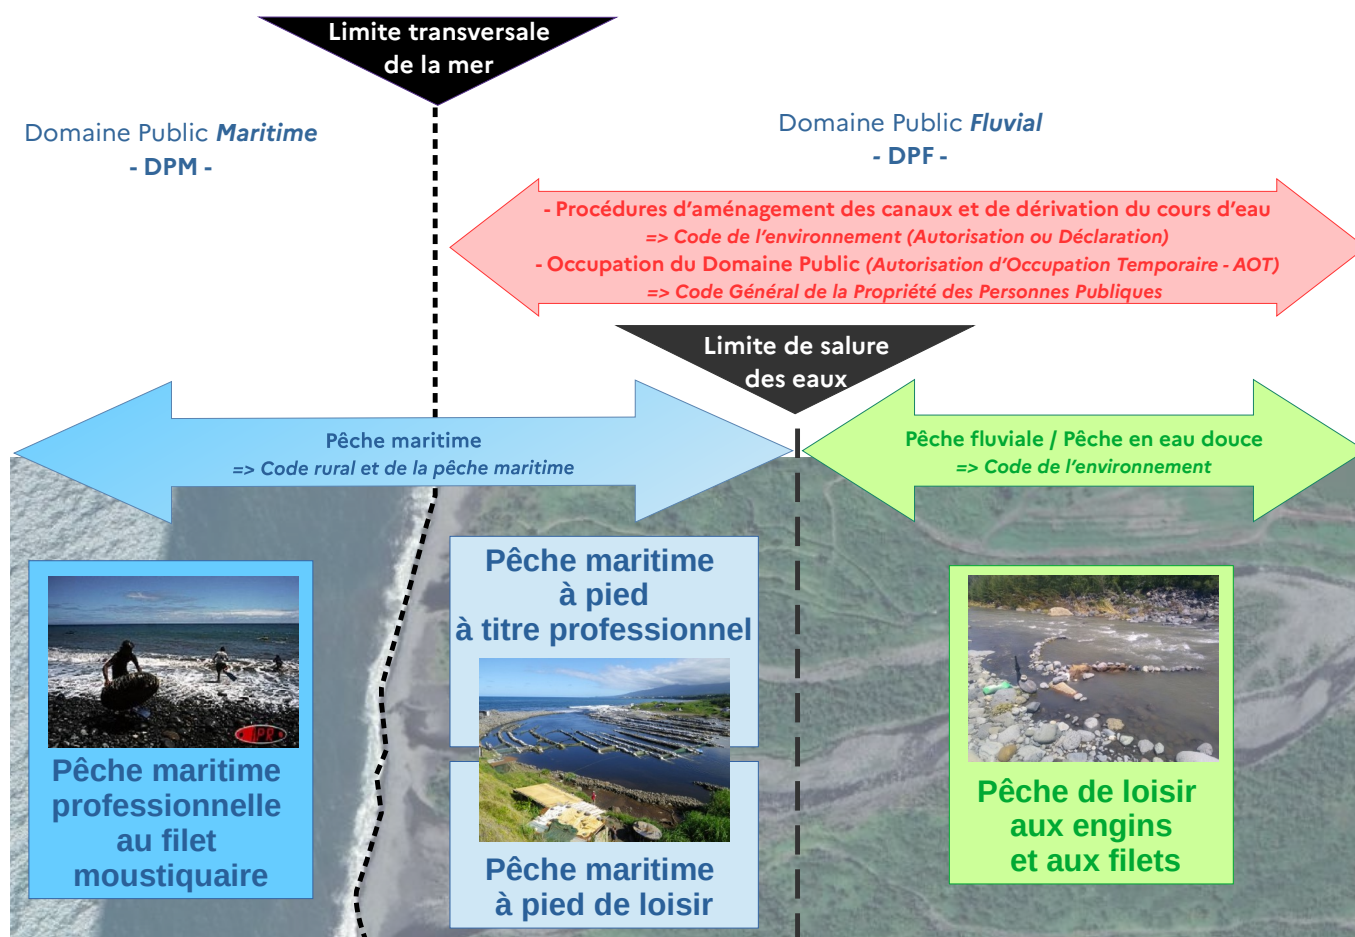 Limite transversale
de la mer
Domaine Public Maritime
- DPM -
Domaine Public Fluvial
- DPF -
- Procédures d'aménagement des canaux et de dérivation du cours d'eau
=> Code de l'environnement (Autorisation ou Déclaration)
- Occupation du Domaine Public (Autorisation d'Occupation Temporaire - AOT)
=> Code Général de la Propriété des Personnes Publiques
Limite de salure
des eaux
Pêche maritime
=> Code rural et de la pêche maritime
Pêche fluviale / Pêche en eau douce
=> Code de l'environnement
Pêche maritime
professionnelle
au filet
moustiquaire
Pêche maritime
à pied
à titre professionnel
Pêche maritime
à pied de loisir
Pêche de loisir
aux engins
et aux filets